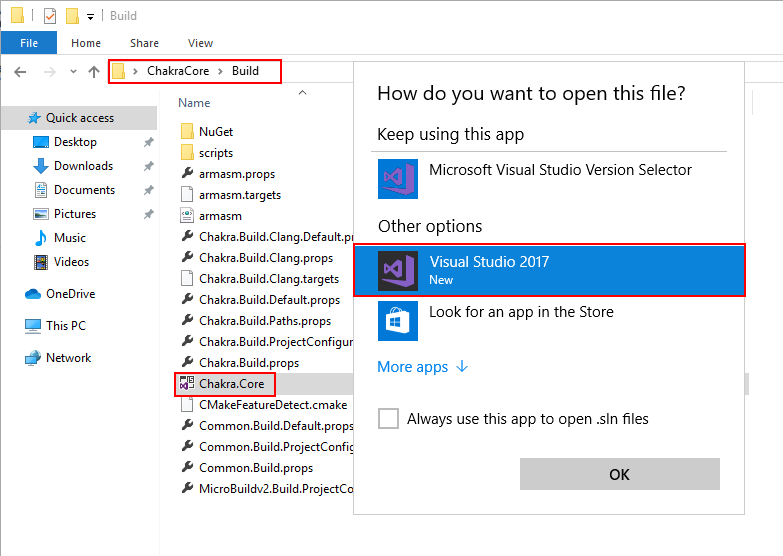 Build
File
Home
Share
View
ChakraCore
Build
Name
Quick access
Desktop
Downloads
Documents
Pictures
Music
Videos
OneDrive
This PC
Network
NuGet
scripts
armasm.props
armasm.targets
armasm
Chakra.Build.Clang.Default.pr
Chakra.Build.Clang.props
Chakra.Build.Clang.targets
Chakra.Build.Default.props
Chakra.Build.Paths.props
Chakra.Build.ProjectConfigur
Chakra.Build.props
Chakra.Core
CMakeFeatureDetect.cmake
Common.Build.Default.props
Common.Build.ProjectConfig
Common.Build.props
MicroBuildv2.Build.ProjectCo
How do you want to open this file?
Keep using this app
Microsoft Visual Studio Version Selector
Other options
Visual Studio 2017
New
Look for an app in the Store
More apps
Always use this app to open .sln files
OK